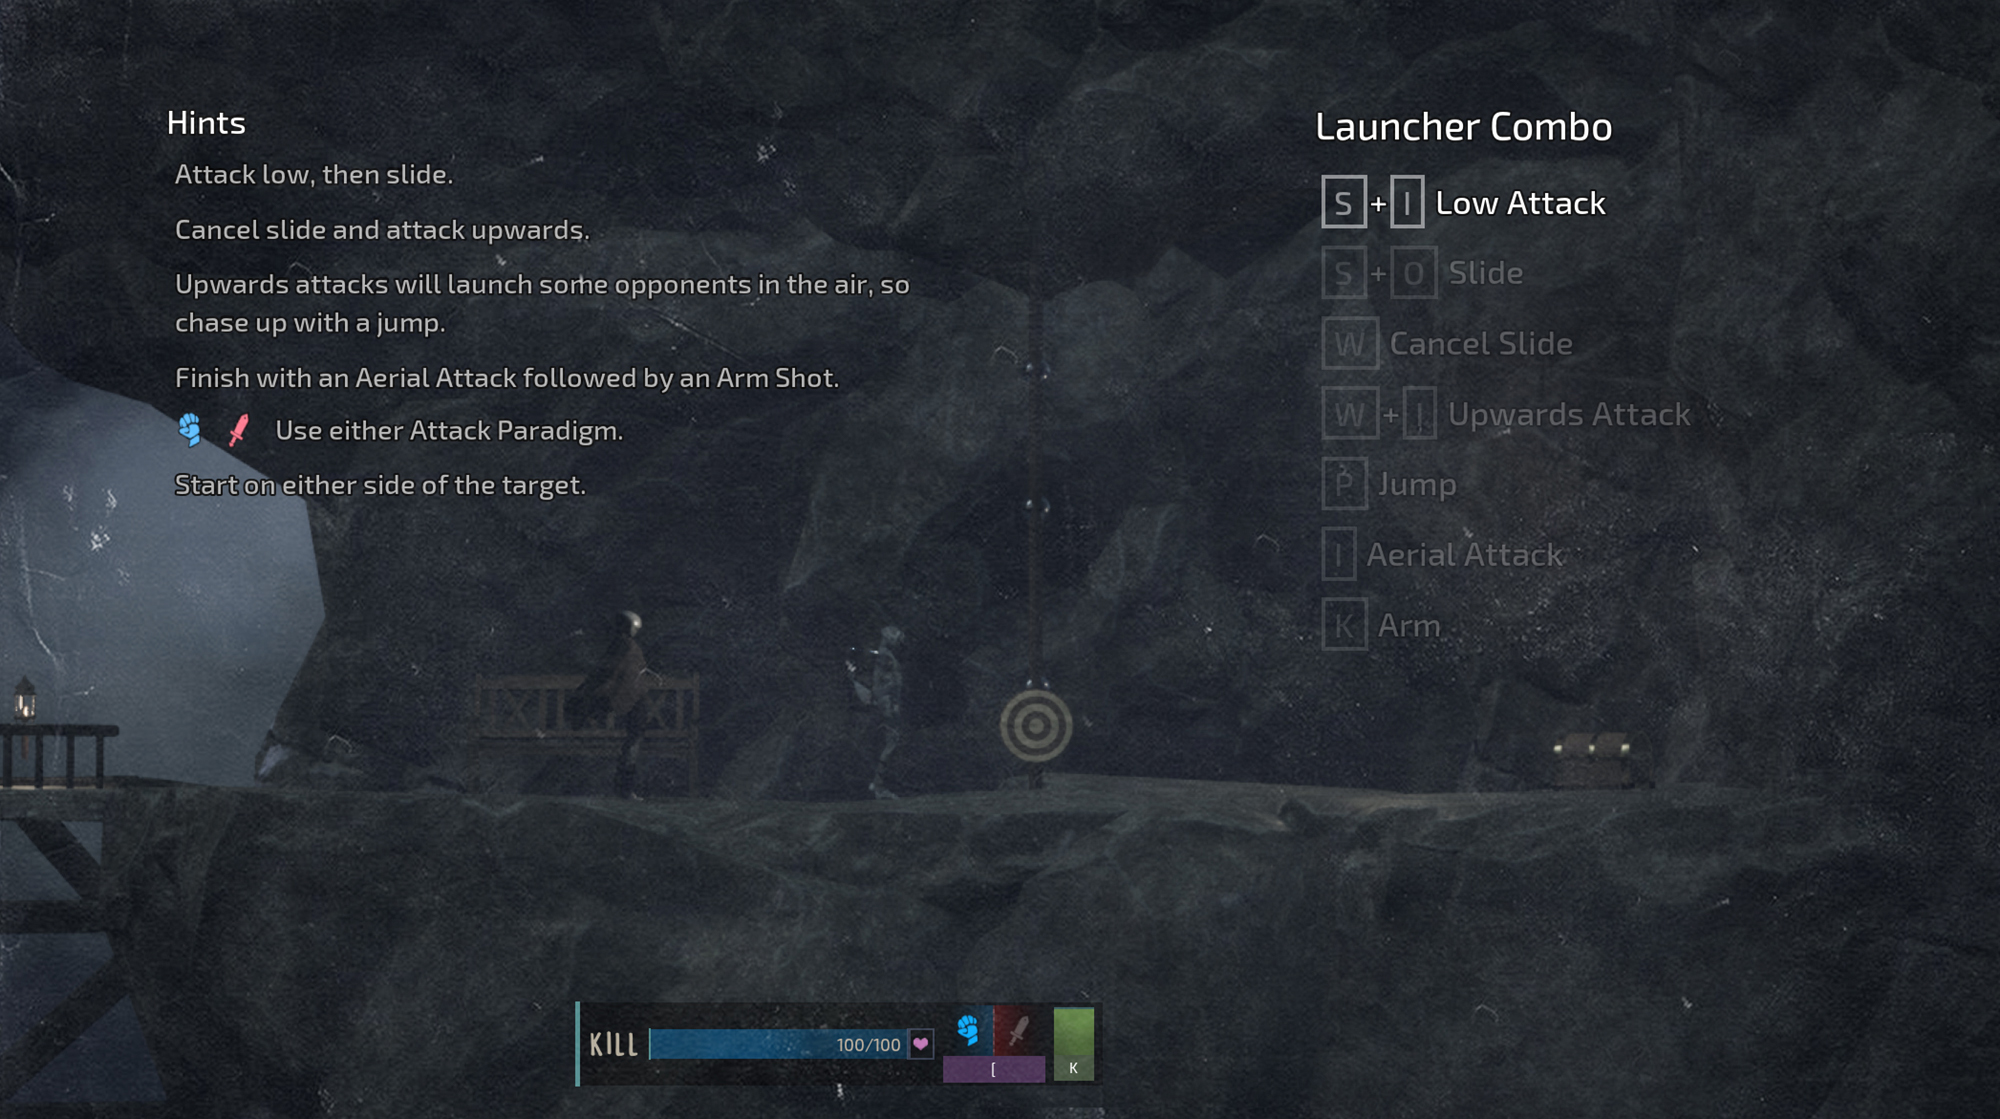 Hints
Attack low, then slide.
Cancel slide and attack upwards.
Upwards attacks will launch some opponents in the air, so
chase up with a jump.
Finish with an Aerial Attack followed by an Arm Shot.
Use either Attack Paradigm.
Start on either side of the target.
Launcher Combo
S + I Low Attack
S + O Slide
W Cancel Slide
W + I Upwards Attack
P Jump
I Aerial Attack
K Arm
KILL 100/100
[
K